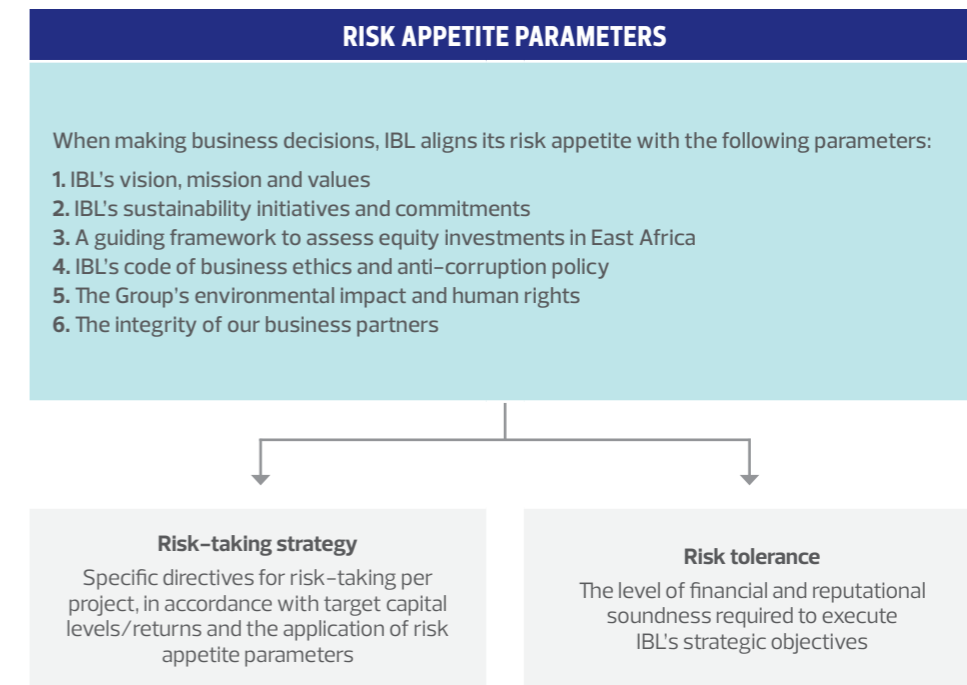 RISK APPETITE PARAMETERS
When making business decisions, IBL aligns its risk appetite with the following parameters:
1. IBL's vision, mission and values
2. IBL's sustainability initiatives and commitments
3. A guiding framework to assess equity investments in East Africa
4. IBL's code of business ethics and anti-corruption policy
5. The Group's environmental impact and human rights
6. The integrity of our business partners
Risk-taking strategy
Specific directives for risk-taking per
project, in accordance with target capital
levels/returns and the application of risk
appetite parameters
Risk tolerance
The level of financial and reputational
soundness required to execute
IBL's strategic objectives